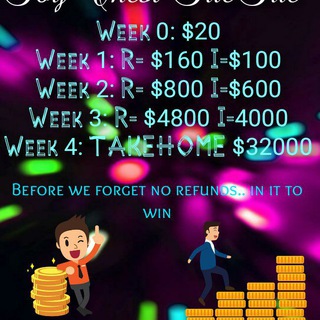 Week 0: $20
Week 1: R= $160 I=$100
Week 2: R= $800 I=$600
Week 3: R= $4800 I=4000
Week 4: TAKEHOME $32000
Before we forget no refunds.. in it to
win